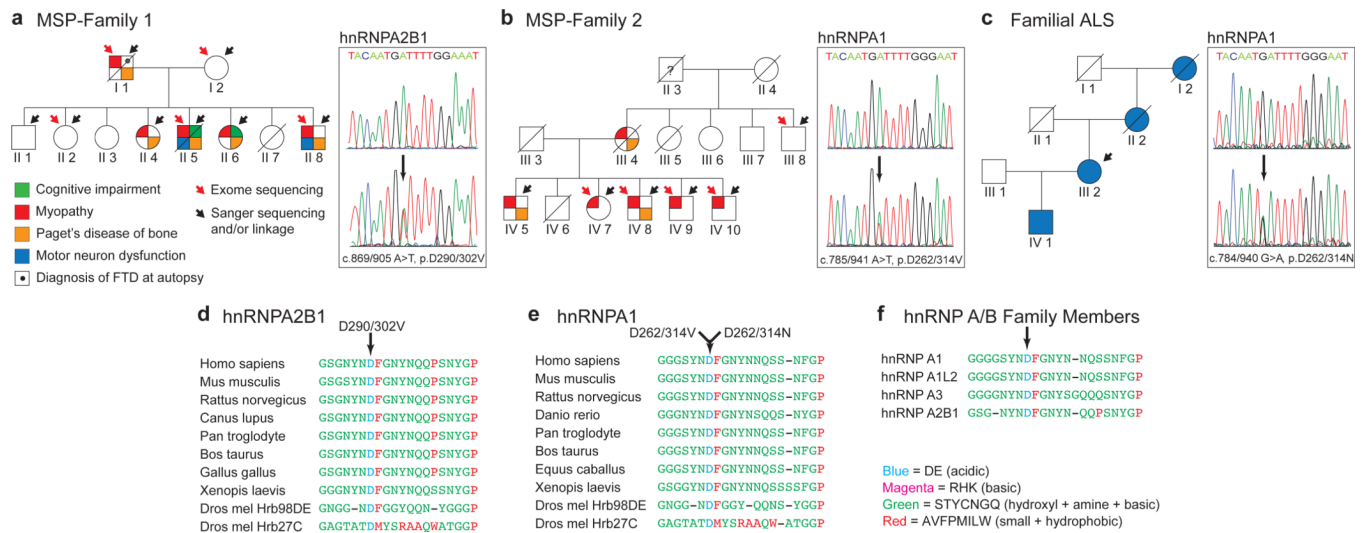 a MSP-Family 1
I 1
I 2
II 1
II 2
II 3
II 4
II 5
II 6
II 7
II 8
Cognitive impairment
Myopathy
Paget's disease of bone
Motor neuron dysfunction
Diagnosis of FTD at autopsy
Exome sequencing
Sanger sequencing
and/or linkage
hnRNPA2B1
TACAATGATTTTGGAAAT
c.869/905 A>T, p.D290/302V
b MSP-Family 2
?
II 3
II 4
III 3
III 4
III 5
III 6
III 7
III 8
IV 5
IV 6
IV 7
IV 8
IV 9
IV 10
hnRNPA1
TACAATGATTTTGGGAAT
c.785/941 A>T, p.D262/314V
c Familial ALS
I 1
I 2
II 1
II 2
III 1
III 2
IV 1
hnRNPA1
TACAATGATTTTGGGAAT
c.784/940 G>A, p.D262/314N
d hnRNPA2B1
D290/302V
Homo sapiens GSGNYNDFGNYNQQPSNYGP
Mus musculis GSGNYNDFGNYNQQPSNYGP
Rattus norvegicus GSGNYNDFGNYNQQPSNYGP
Canus lupus GSGNYNDFGNYNQQPSNYGP
Pan troglodyte GSGNYNDFGNYNQQPSNYGP
Bos taurus GSGNYNDFGNYNQQPSNYGP
Gallus gallus GSGNYNDFGNYNQQPSNYGP
Xenopis laevis GSGNYNDFGNYNQQPSNYGP
Dros mel Hrb98DE GNGG-NDFGGYQQN-YGGP
Dros mel Hrb27C GAGTATDMYSRAAQWATGGP
e hnRNPA1
D262/314V D262/314N
Homo sapiens GGGSYNDFGNYNNQSS-NFGP
Mus musculis GGGSYNDFGNYNNQSS-NFGP
Rattus norvegicus GGGSYNDFGNYNNQSS-NFGP
Danio rerio GGGSYNDFGNYNSQQS-NYGP
Pan troglodyte GGGSYNDFGNYNNQSS-NFGP
Bos taurus GGGSYNDFGNYNNQSS-NFGP
Equus caballus GGGSYNDFGNYNNQSS-NFGP
Xenopis laevis GSGGYNDFGNYNNQSSSSFGP
Dros mel Hrb98DE GNGG-NDFGGY-QQNS-YGGP
Dros mel Hrb27C GAGTATDMYSRAAQW-ATGGP
f hnRNP A/B Family Members
hnRNP A1 GGGGSYNDFGNYN-NQSSNFGP
hnRNP A1L2 GGGGSYNDFGNYN-NQSSNFGP
hnRNP A3 GGGGNYNDFGNYSGQQQSNYGP
hnRNP A2B1 GSG-NYNDFGNYN-QQPSNYGP
Blue = DE (acidic)
Magenta = RHK (basic)
Green = STYCNGQ (hydroxyl + amine + basic)
Red = AVFPMILW (small + hydrophobic)